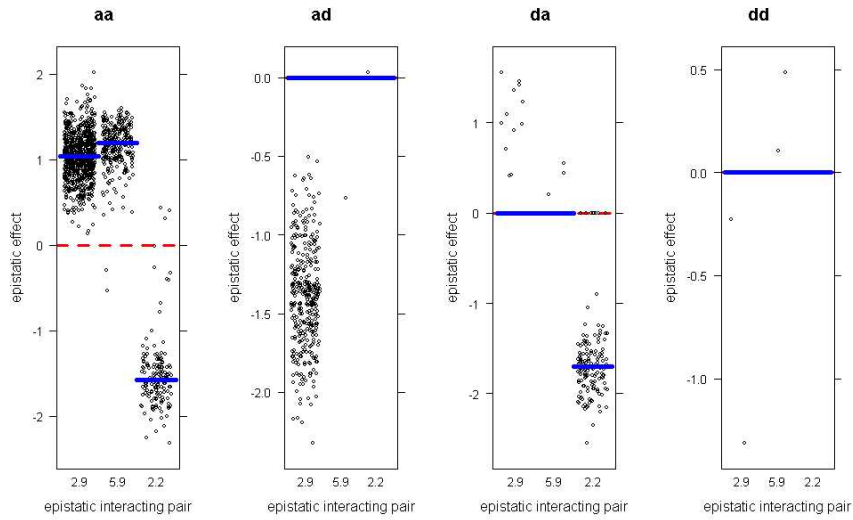 aa
ad
da
dd
epistatic effect
2
1
0
-1
-2
2.9 5.9 2.2
epistatic interacting pair
epistatic effect
0.0
-0.5
-1.0
-1.5
-2.0
2.9 5.9 2.2
epistatic interacting pair
epistatic effect
1
0
-1
-2
2.9 5.9 2.2
epistatic interacting pair
epistatic effect
0.5
0.0
-0.5
-1.0
2.9 5.9 2.2
epistatic interacting pair